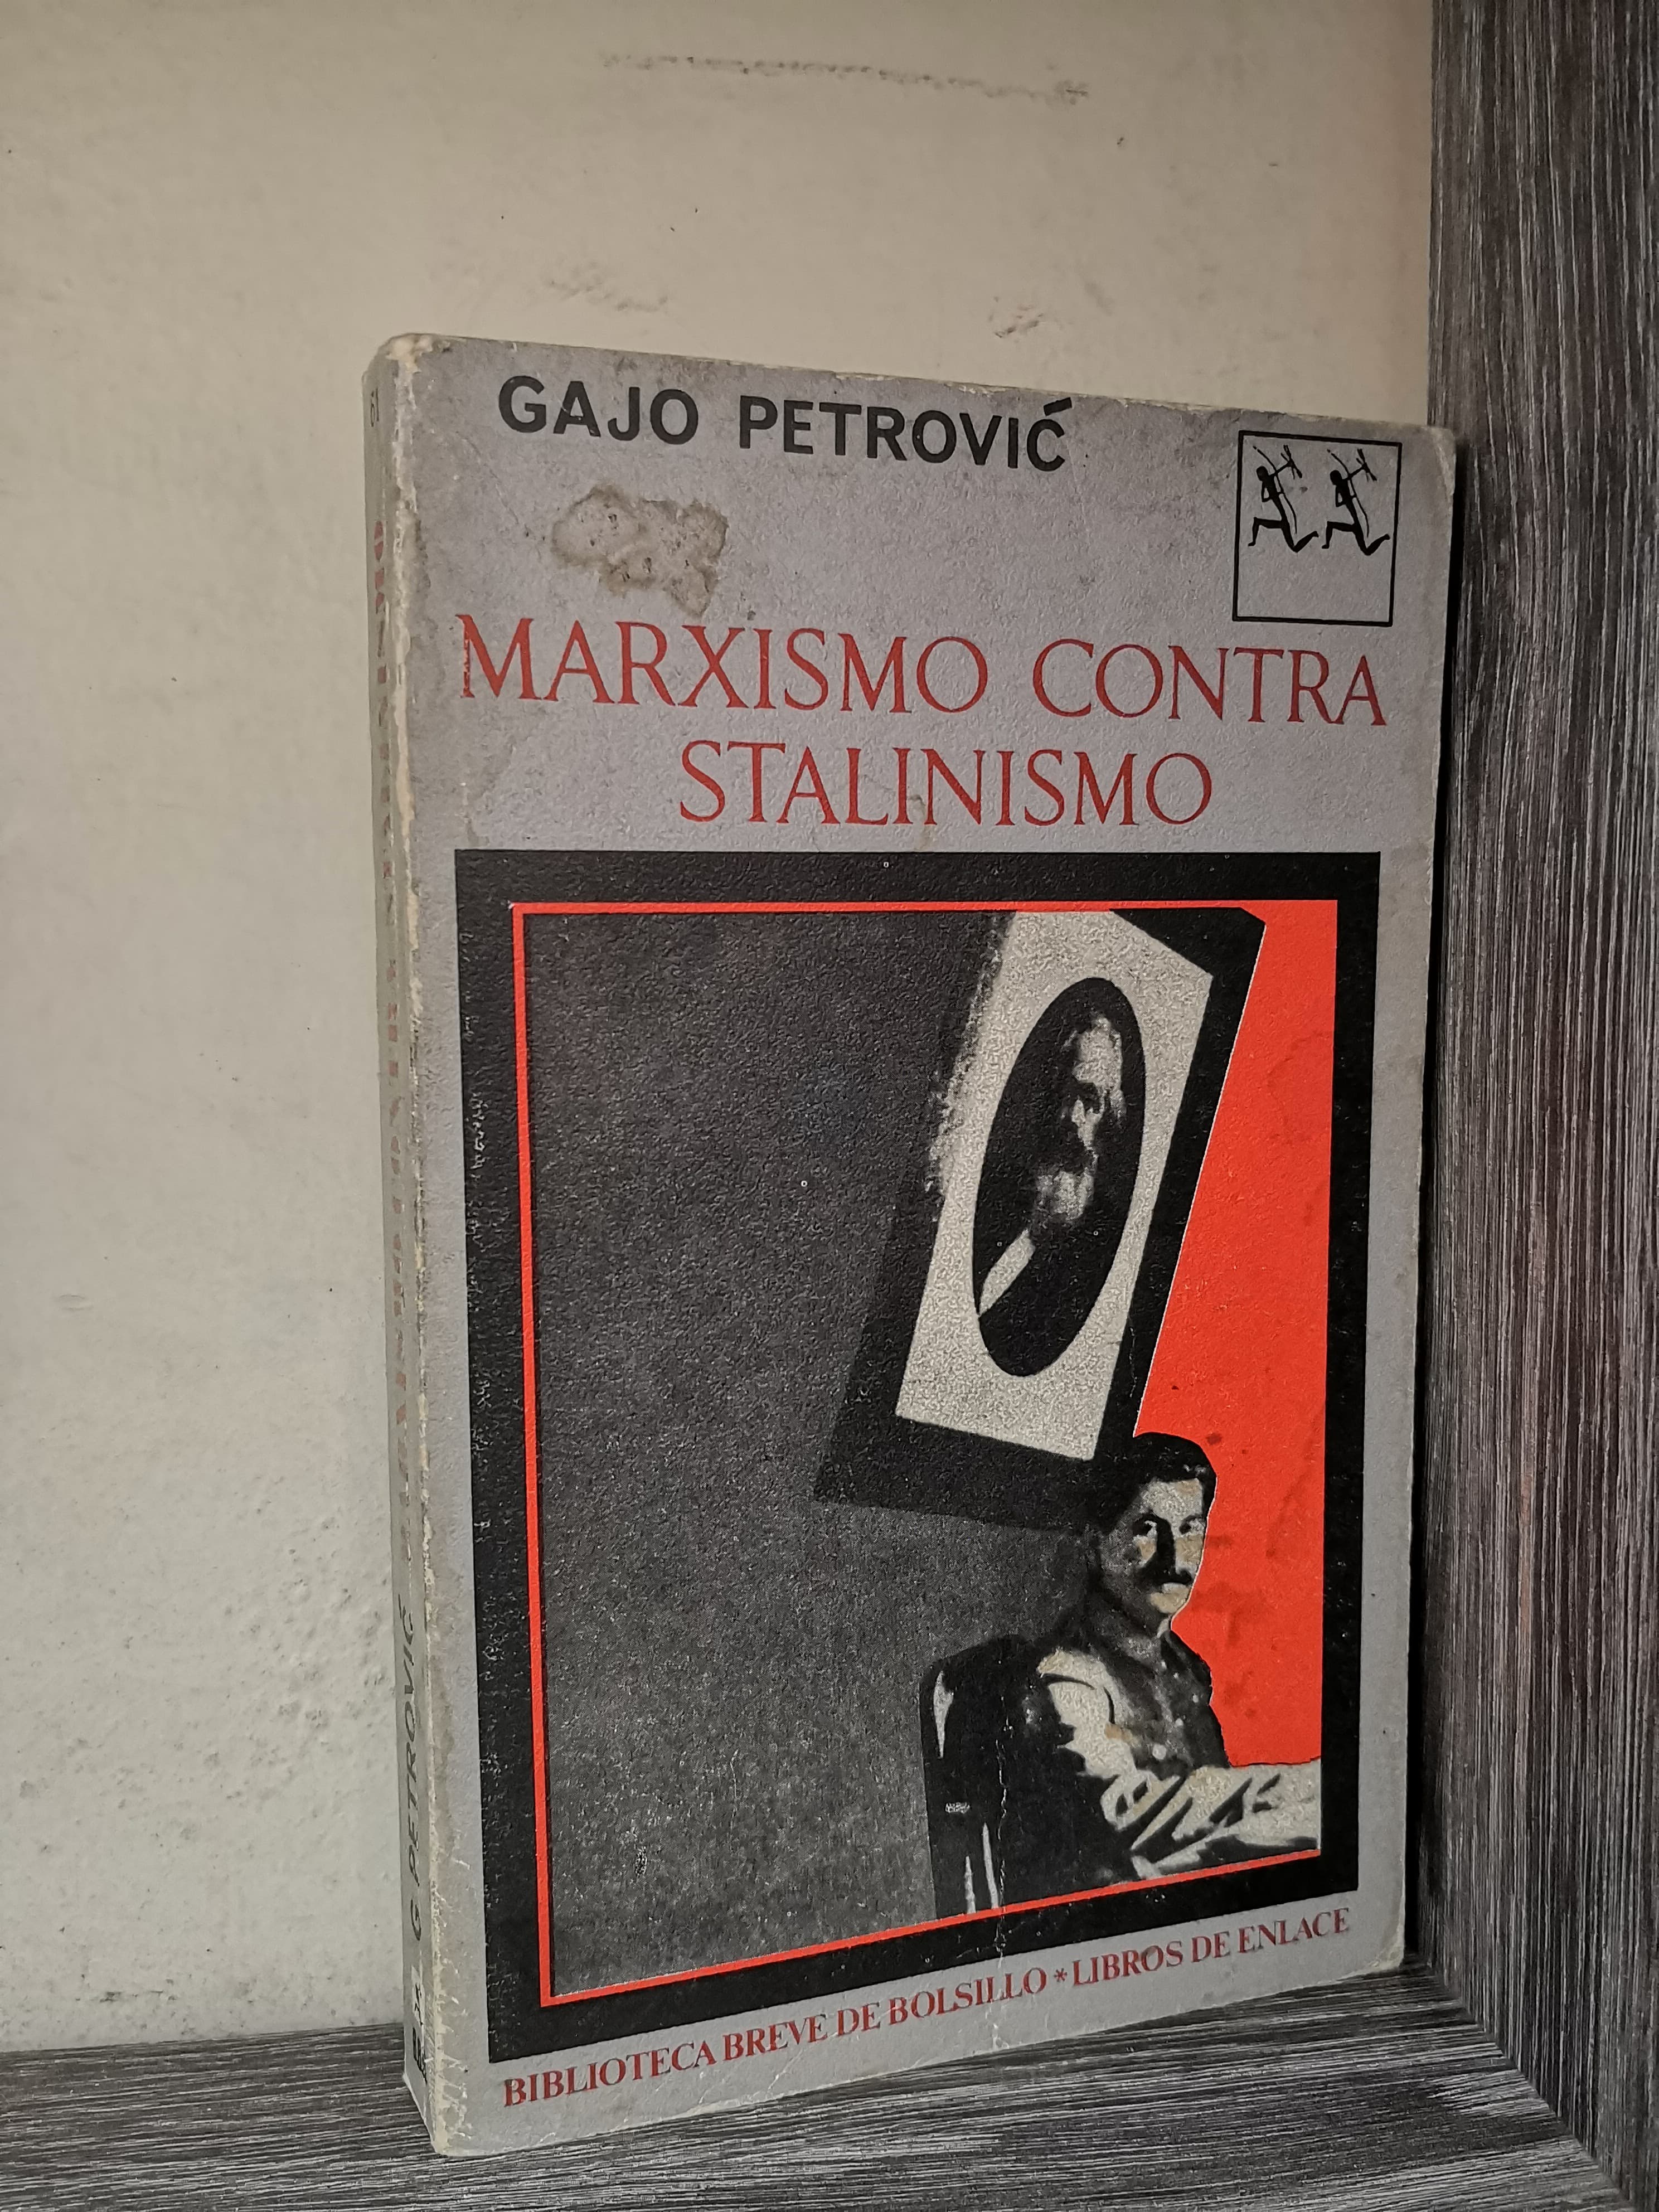 GAJO PETROVIĆ
MARXISMO CONTRA
STALINISMO
BIBLIOTECA BREVE DE BOLSILLO * LIBROS DE ENLACE
G PETROVIĆ